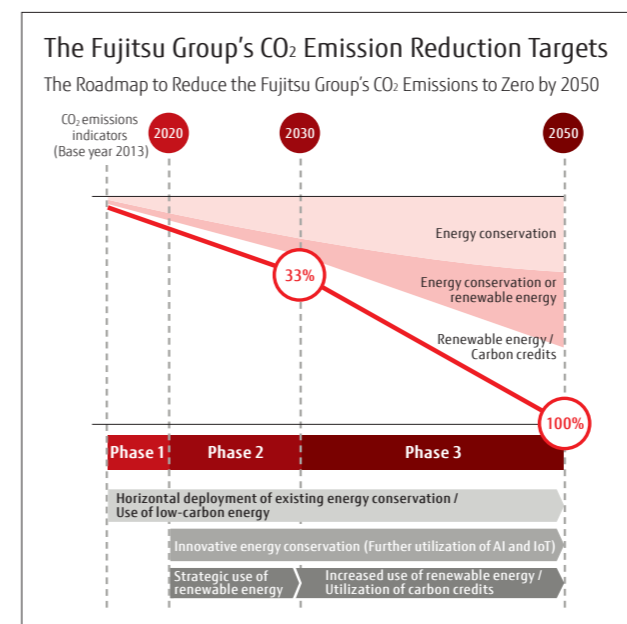 The Fujitsu Group's CO₂ Emission Reduction Targets
The Roadmap to Reduce the Fujitsu Group's CO₂ Emissions to Zero by 2050
CO₂ emissions
indicators
(Base year 2013)
2020
2030
2050
Energy conservation
33%
Energy conservation or
renewable energy
Renewable energy /
Carbon credits
100%
Phase 1
Phase 2
Phase 3
Horizontal deployment of existing energy conservation /
Use of low-carbon energy
Innovative energy conservation (Further utilization of AI and IoT)
Strategic use of
renewable energy
Increased use of renewable energy /
Utilization of carbon credits